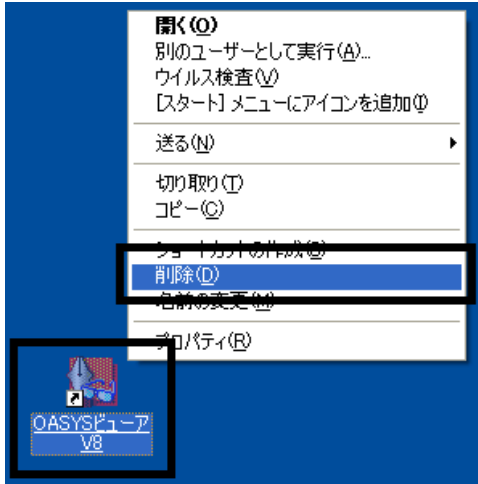 開く(O)
別のユーザーとして実行(A)...
ウイルス検査(V)
[スタート] メニューにアイコンを追加(I)
送る(N)
切り取り(T)
コピー(C)
ショートカットの作成(S)
削除(D)
名前の変更(M)
プロパティ(R)
OASYSビューア
V8